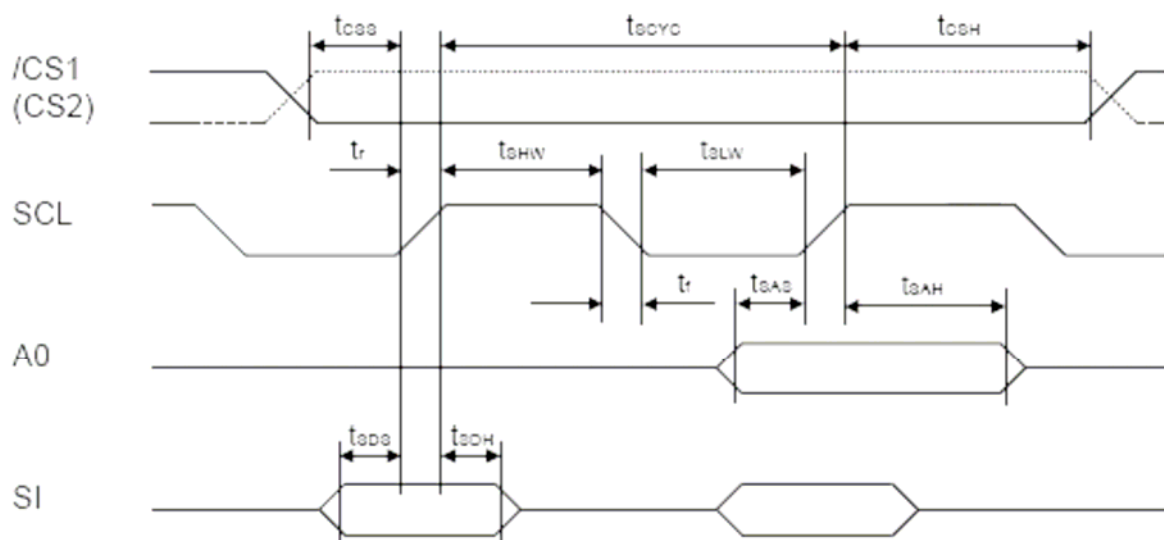 tCSS
tSCYC
tCSH
/CS1
(CS2)
tr
tSHW
tSLW
SCL
tf
tSAS
tSAH
A0
tSDS
tSDH
SI